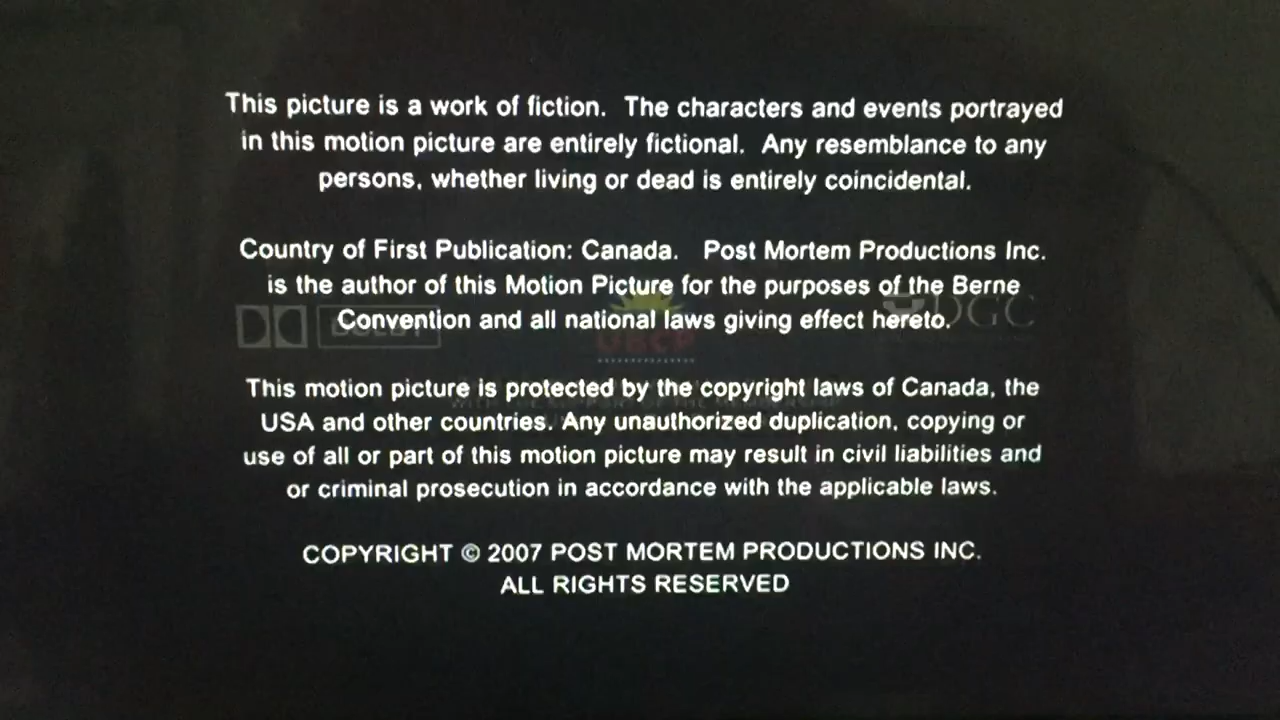 This picture is a work of fiction. The characters and events portrayed
in this motion picture are entirely fictional. Any resemblance to any
persons, whether living or dead is entirely coincidental.
Country of First Publication: Canada. Post Mortem Productions Inc.
is the author of this Motion Picture for the purposes of the Berne
Convention and all national laws giving effect hereto.
DOLBY
UBCP
DGC
This motion picture is protected by the copyright laws of Canada, the
USA and other countries. Any unauthorized duplication, copying or
use of all or part of this motion picture may result in civil liabilities and
or criminal prosecution in accordance with the applicable laws.
COPYRIGHT © 2007 POST MORTEM PRODUCTIONS INC.
ALL RIGHTS RESERVED